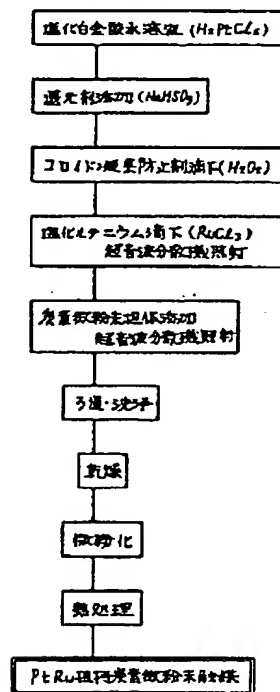 塩化白金酸水溶液 (H₂PtCl₆
還元剤添加 (NaHSO₃)
コロイド凝集防止剤滴下 (H₂O₂)
塩化ルテニウム滴下 (RuCl₃)
超音波分散機照射
炭素微粉末担体添加
超音波分散機照射
ろ過・洗浄
乾燥
微粉化
熱処理
PtRu担持炭素微粉末触媒